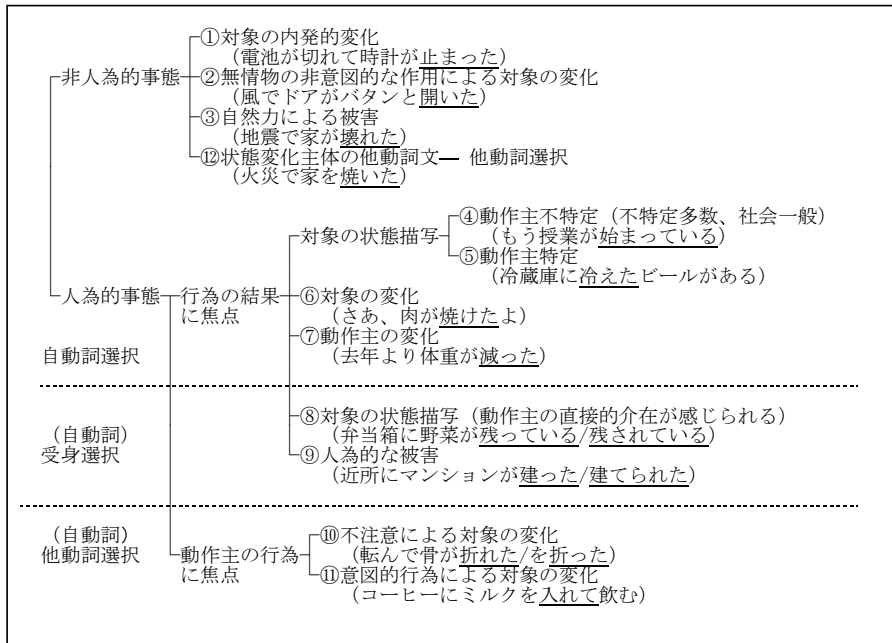 ①対象の内発的変化
(電池が切れて時計が止まった)
非人為的事態
②無情物の非意図的な作用による対象の変化
(風でドアがバタンと開いた)
③自然力による被害
(地震で家が壊れた)
⑫状態変化主体の他動詞文― 他動詞選択
(火災で家を焼いた)
④動作主不特定(不特定多数、社会一般)
対象の状態描写
(もう授業が始まっている)
⑤動作主特定
(冷蔵庫に冷えたビールがある)
人為的事態
行為の結果
に焦点
⑥対象の変化
(さあ、肉が焼けたよ)
⑦動作主の変化
自動詞選択
(去年より体重が減った)
⑧対象の状態描写(動作主の直接的介在が感じられる)
(自動詞)
受身選択
(弁当箱に野菜が残っている/残されている)
⑨人為的な被害
(近所にマンションが建った/建てられた)
(自動詞)
他動詞選択
動作主の行為
に焦点
⑩不注意による対象の変化
(転んで骨が折れた/を折った)
⑪意図的行為による対象の変化
(コーヒーにミルクを入れて飲む)